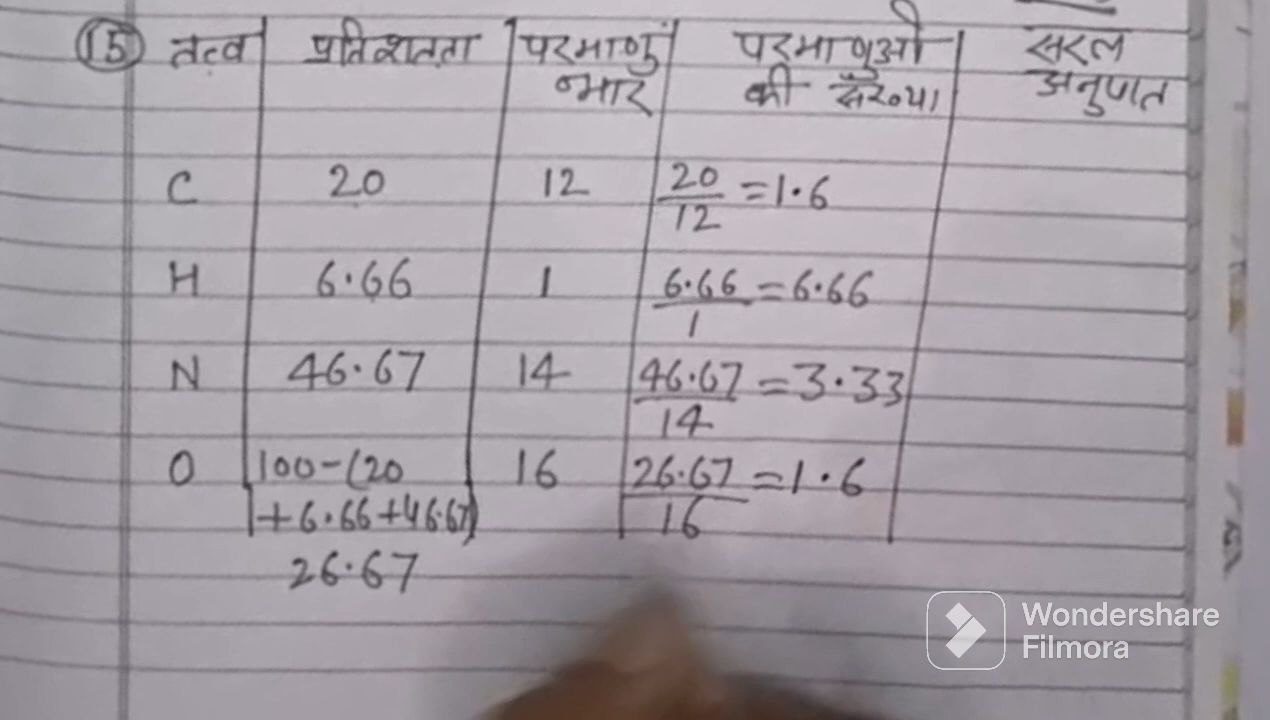 15 तत्व प्रतिशतता परमाणु भार परमाणुओं की संख्या सरल अनुपात
C 20 12 20/12 = 1.6
H 6.66 1 6.66/1 = 6.66
N 46.67 14 46.67/14 = 3.33
O 100-(20 +6.66+46.67) 16 26.67/16 = 1.6
26.67
Wondershare
Filmora